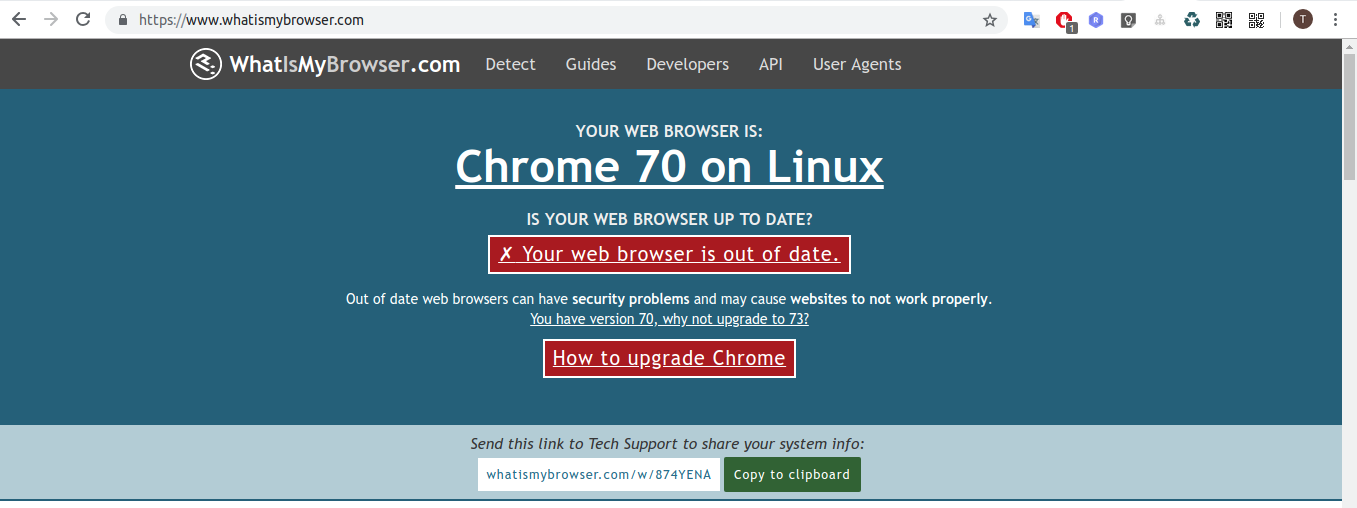 https://www.whatismybrowser.com
1
R
T
WhatIsMyBrowser.com Detect Guides Developers API User Agents
YOUR WEB BROWSER IS:
Chrome 70 on Linux
IS YOUR WEB BROWSER UP TO DATE?
✗ Your web browser is out of date.
Out of date web browsers can have security problems and may cause websites to not work properly.
You have version 70, why not upgrade to 73?
How to upgrade Chrome
Send this link to Tech Support to share your system info:
whatismybrowser.com/w/874YENA Copy to clipboard